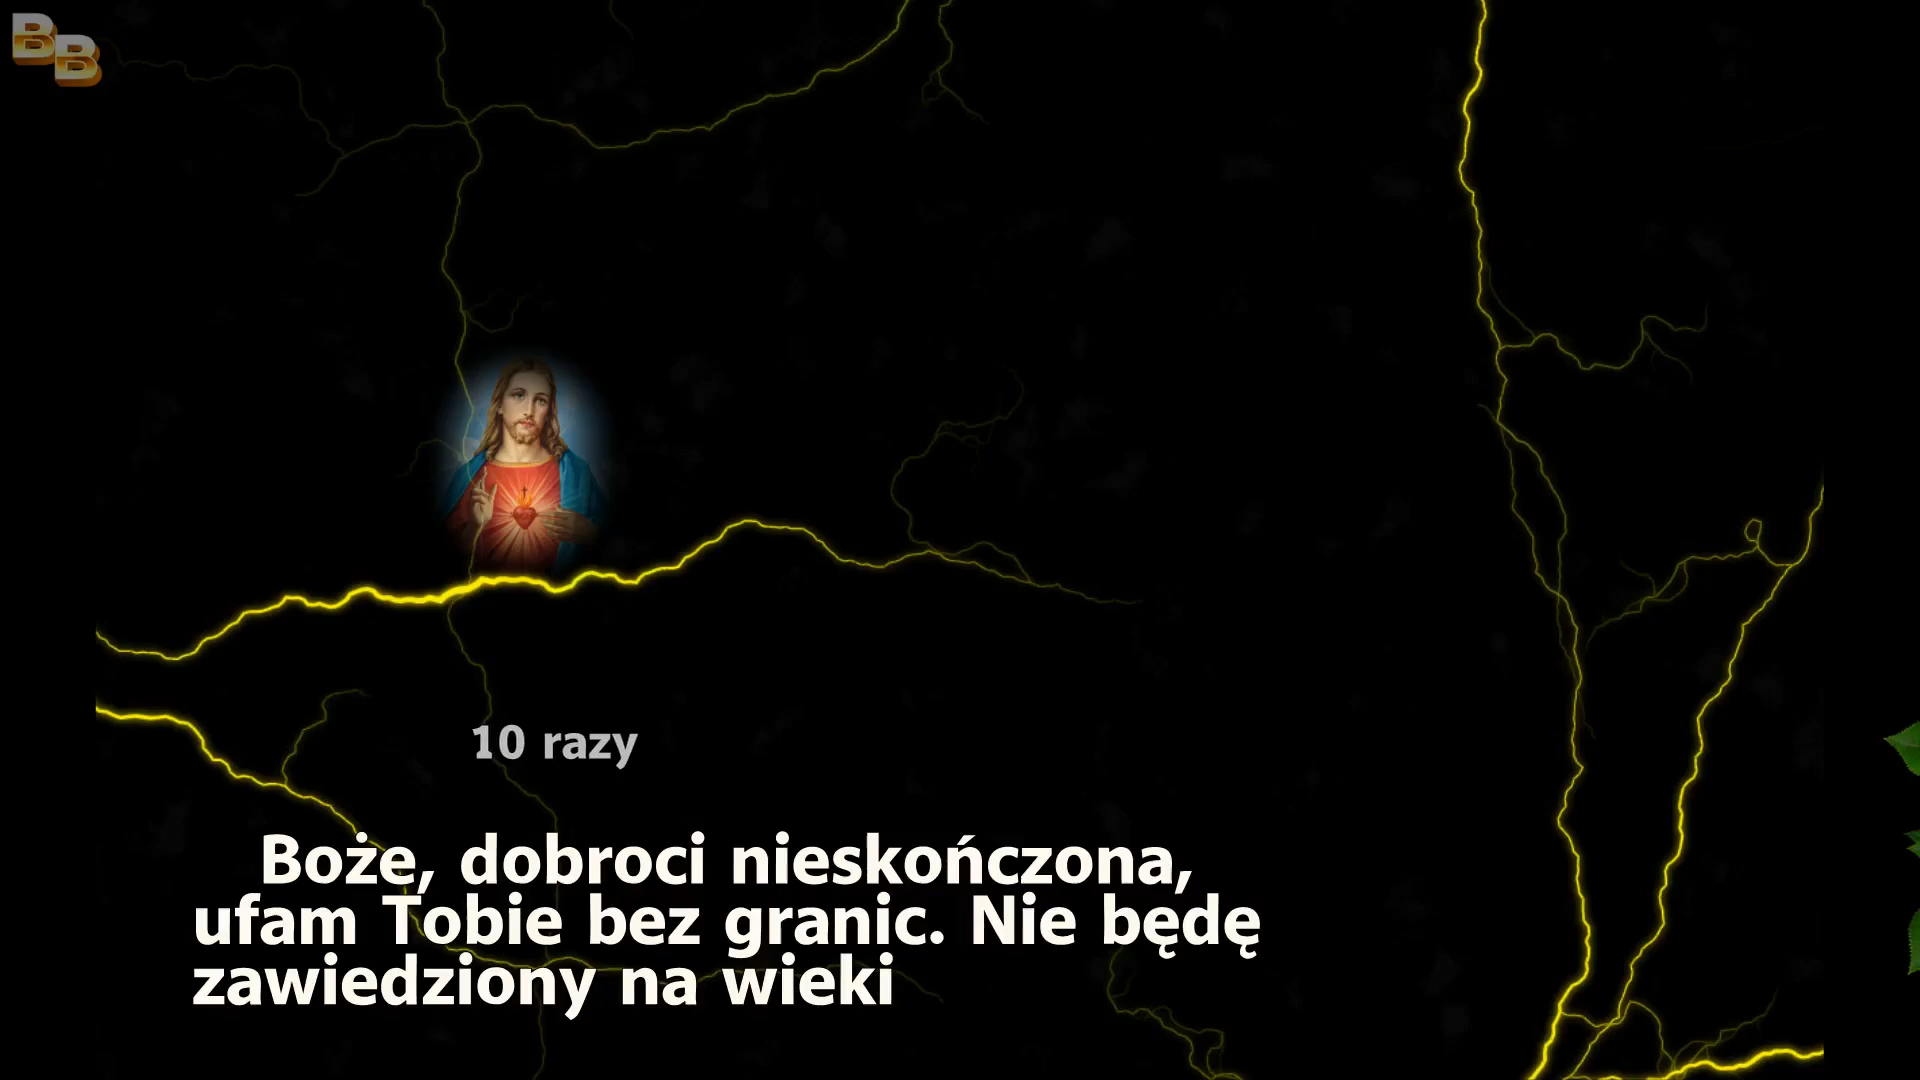 BB
10 razy
Boże, dobroci nieskończona,
ufam Tobie bez granic. Nie będę
zawiedziony na wieki